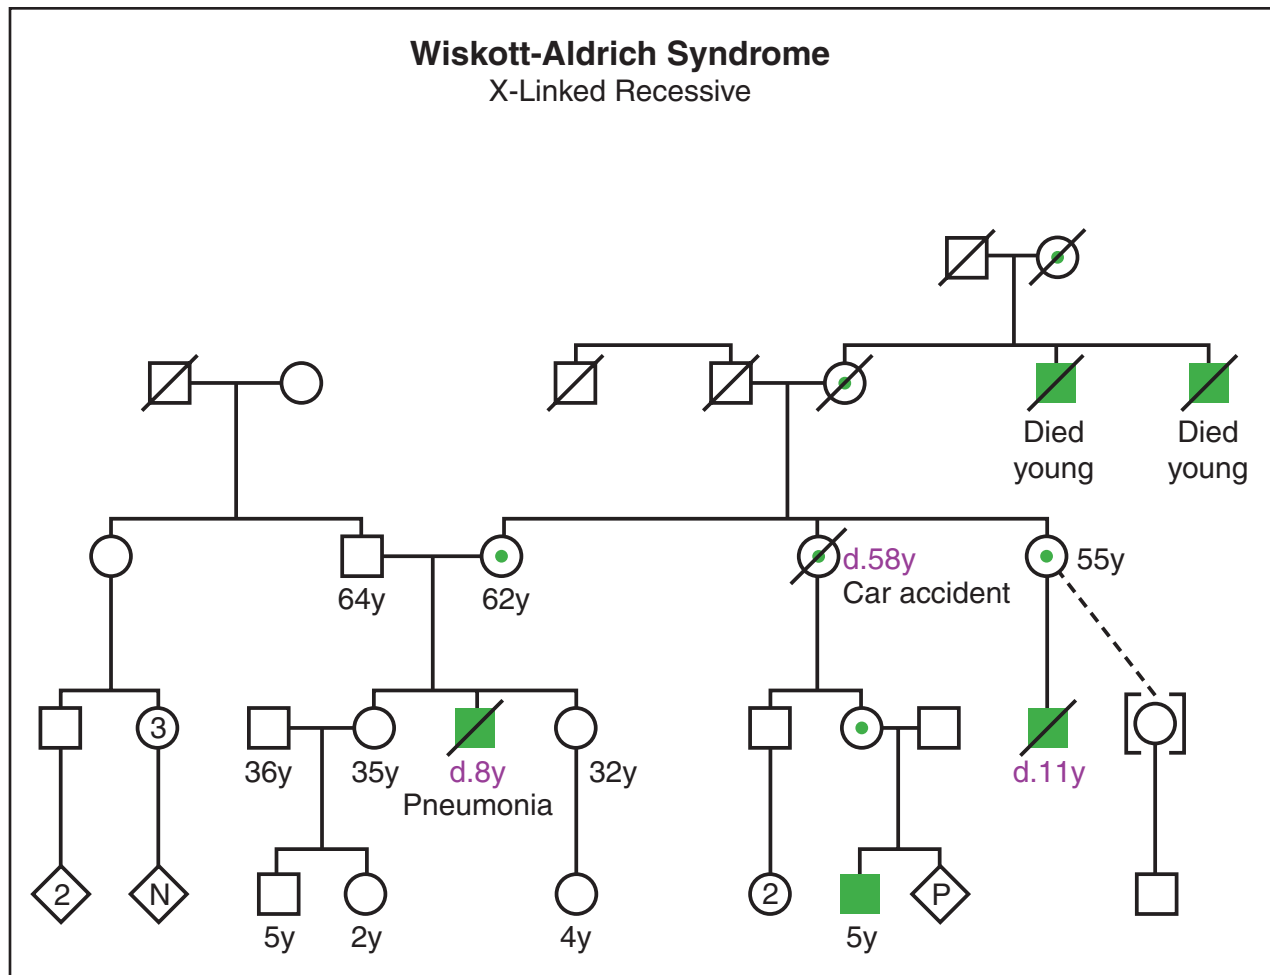 Wiskott-Aldrich Syndrome
X-Linked Recessive
Died
young
Died
young
64y
62y
d.58y
Car accident
55y
3
36y
35y
d.8y
Pneumonia
32y
d.11y
2
N
5y
2y
4y
2
5y
P